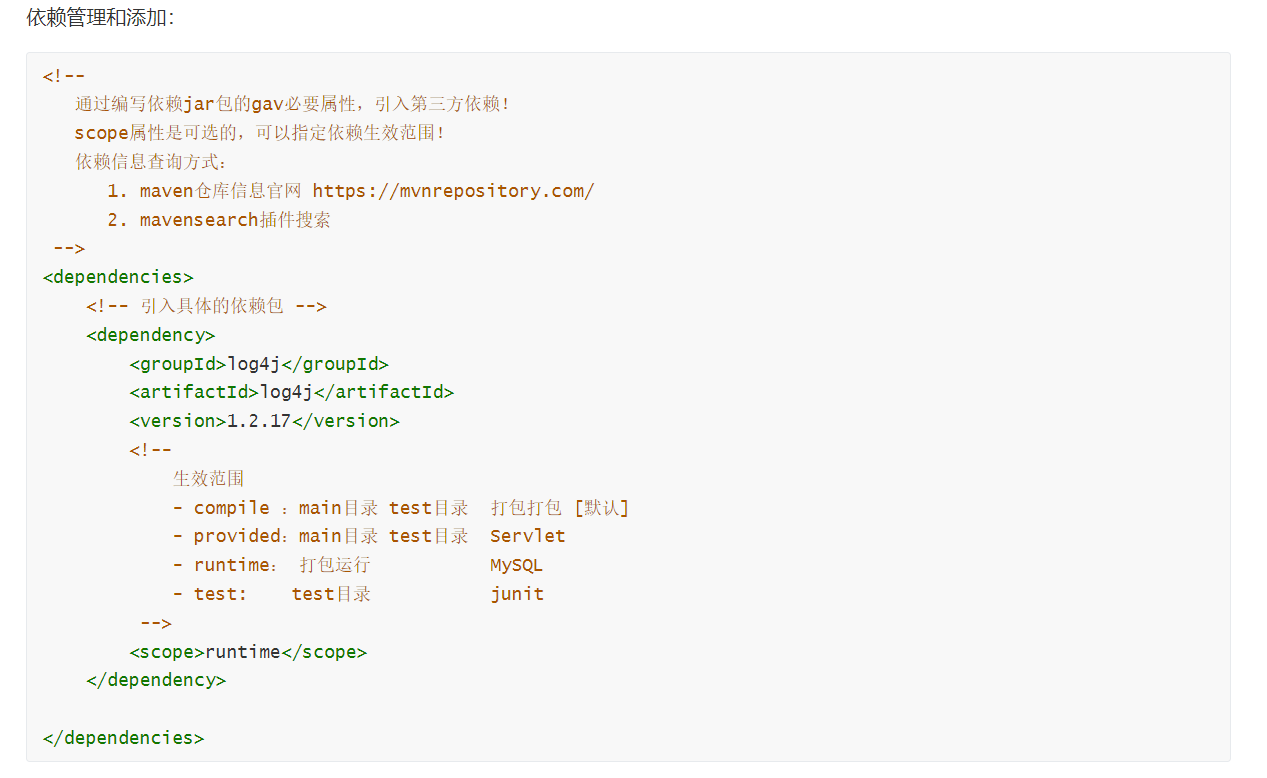 依赖管理和添加：
<!--
   通过编写依赖jar包的gav必要属性，引入第三方依赖！
   scope属性是可选的，可以指定依赖生效范围！
   依赖信息查询方式：
      1. maven仓库信息官网 https://mvnrepository.com/
      2. mavensearch插件搜索
 -->
<dependencies>
    <!-- 引入具体的依赖包 -->
    <dependency>
        <groupId>log4j</groupId>
        <artifactId>log4j</artifactId>
        <version>1.2.17</version>
        <!--
            生效范围
            - compile ：main目录 test目录  打包打包 [默认]
            - provided：main目录 test目录  Servlet
            - runtime： 打包运行           MySQL
            - test:    test目录           junit
         -->
        <scope>runtime</scope>
    </dependency>
</dependencies>